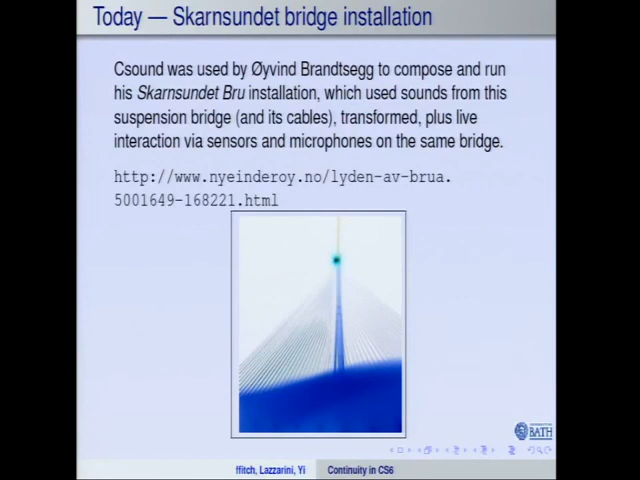 Today — Skarnsundet bridge installation
Csound was used by Øyvind Brandtsegg to compose and run
his Skarnsundet Bru installation, which used sounds from this
suspension bridge (and its cables), transformed, plus live
interaction via sensors and microphones on the same bridge.
http://www.nyeinderoy.no/lyden-av-brua.
5001649-168221.html
BATH
ffitch, Lazzarini, Yi
Continuity in CS6